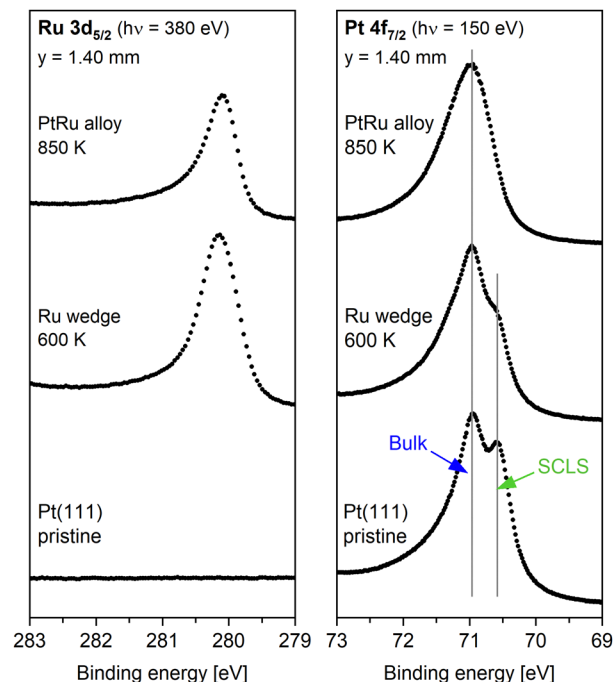 Ru 3d5/2 (hν = 380 eV)
y = 1.40 mm
PtRu alloy
850 K
Ru wedge
600 K
Pt(111)
pristine
283 282 281 280 279
Binding energy [eV]
Pt 4f7/2 (hν = 150 eV)
y = 1.40 mm
PtRu alloy
850 K
Ru wedge
600 K
Bulk
SCLS
Pt(111)
pristine
73 72 71 70 69
Binding energy [eV]